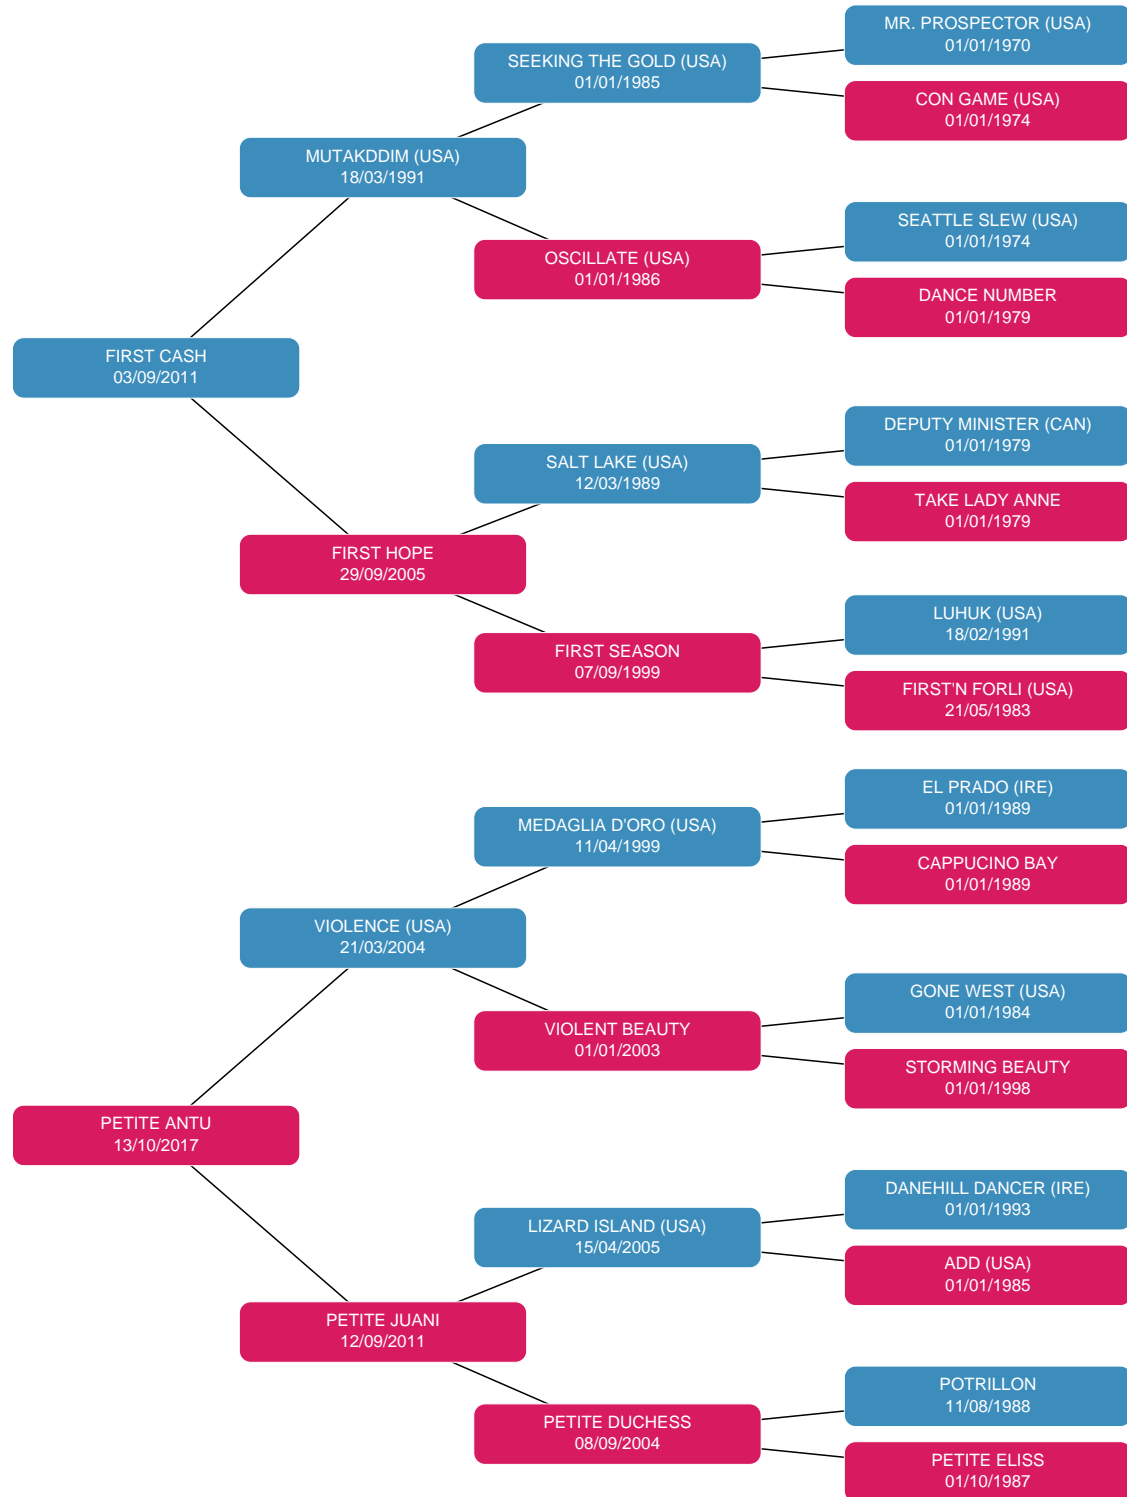 MR. PROSPECTOR (USA)
01/01/1970
SEEKING THE GOLD (USA)
01/01/1985
CON GAME (USA)
01/01/1974
MUTAKDDIM (USA)
18/03/1991
SEATTLE SLEW (USA)
01/01/1974
OSCILLATE (USA)
01/01/1986
DANCE NUMBER
01/01/1979
FIRST CASH
03/09/2011
DEPUTY MINISTER (CAN)
01/01/1979
SALT LAKE (USA)
12/03/1989
TAKE LADY ANNE
01/01/1979
FIRST HOPE
29/09/2005
LUHUK (USA)
18/02/1991
FIRST SEASON
07/09/1999
FIRST'N FORLI (USA)
21/05/1983
EL PRADO (IRE)
01/01/1989
MEDAGLIA D'ORO (USA)
11/04/1999
CAPPUCINO BAY
01/01/1989
VIOLENCE (USA)
21/03/2004
GONE WEST (USA)
01/01/1984
VIOLENT BEAUTY
01/01/2003
STORMING BEAUTY
01/01/1998
PETITE ANTU
13/10/2017
DANEHILL DANCER (IRE)
01/01/1993
LIZARD ISLAND (USA)
15/04/2005
ADD (USA)
01/01/1985
PETITE JUANI
12/09/2011
POTRILLON
11/08/1988
PETITE DUCHESS
08/09/2004
PETITE ELISS
01/10/1987